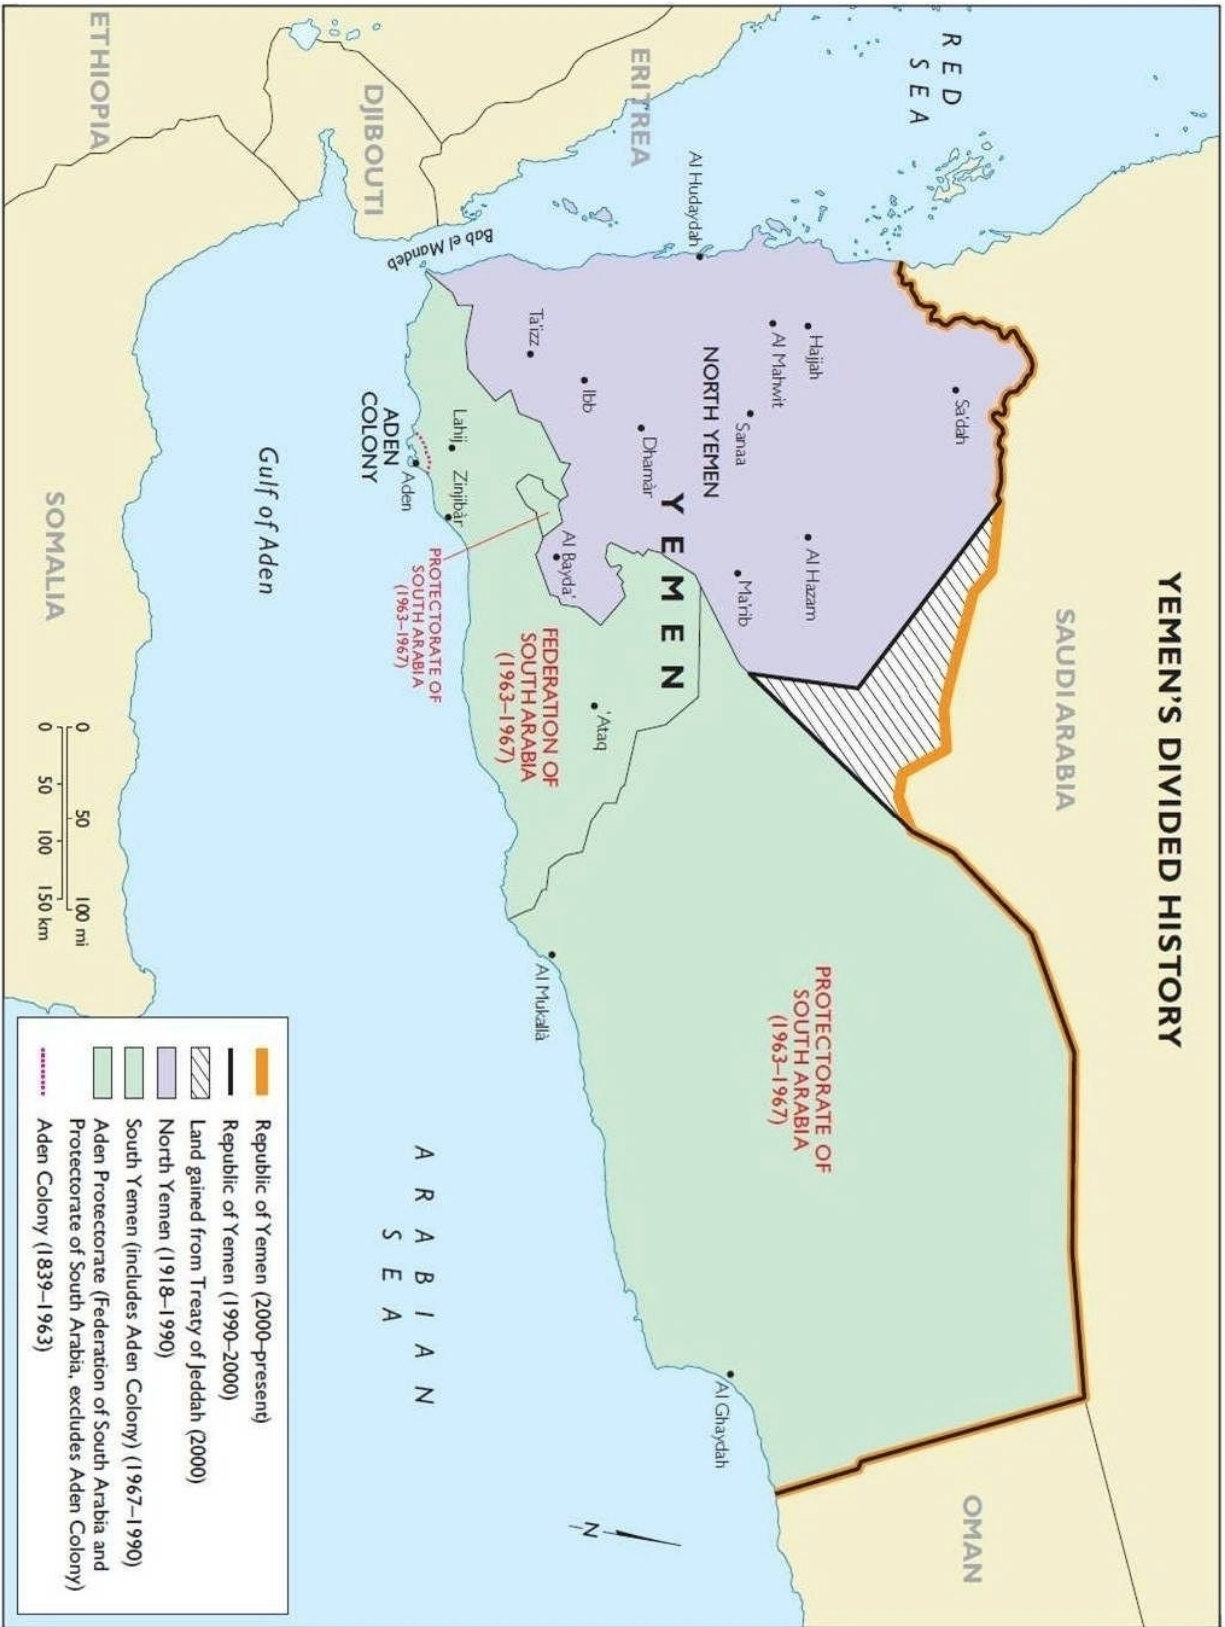 YEMEN'S DIVIDED HISTORY
SAUDI ARABIA
OMAN
RED
SEA
ERITREA
DJIBOUTI
ETHIOPIA
SOMALIA
Sa'dah
Hajjah
Al Mahwit
Al Hazam
Sanaa
NORTH YEMEN
Ma'rib
Al Hudaydah
YEMEN
Dhamàr
Ibb
Ta'izz
Al Bayda'
'Ataq
Lahij
Zinjibàr
Aden
ADEN
COLONY
Bab el Mandeb
PROTECTORATE OF
SOUTH ARABIA
(1963–1967)
FEDERATION OF
SOUTH ARABIA
(1963–1967)
PROTECTORATE OF
SOUTH ARABIA
(1963–1967)
Al Mukallà
Al Ghaydah
Gulf of Aden
ARABIAN
SEA
N
0 50 100 mi
0 50 100 150 km
Republic of Yemen (2000–present)
Republic of Yemen (1990–2000)
Land gained from Treaty of Jeddah (2000)
North Yemen (1918–1990)
South Yemen (includes Aden Colony) (1967–1990)
Aden Protectorate (Federation of South Arabia and
Protectorate of South Arabia, excludes Aden Colony)
Aden Colony (1839–1963)